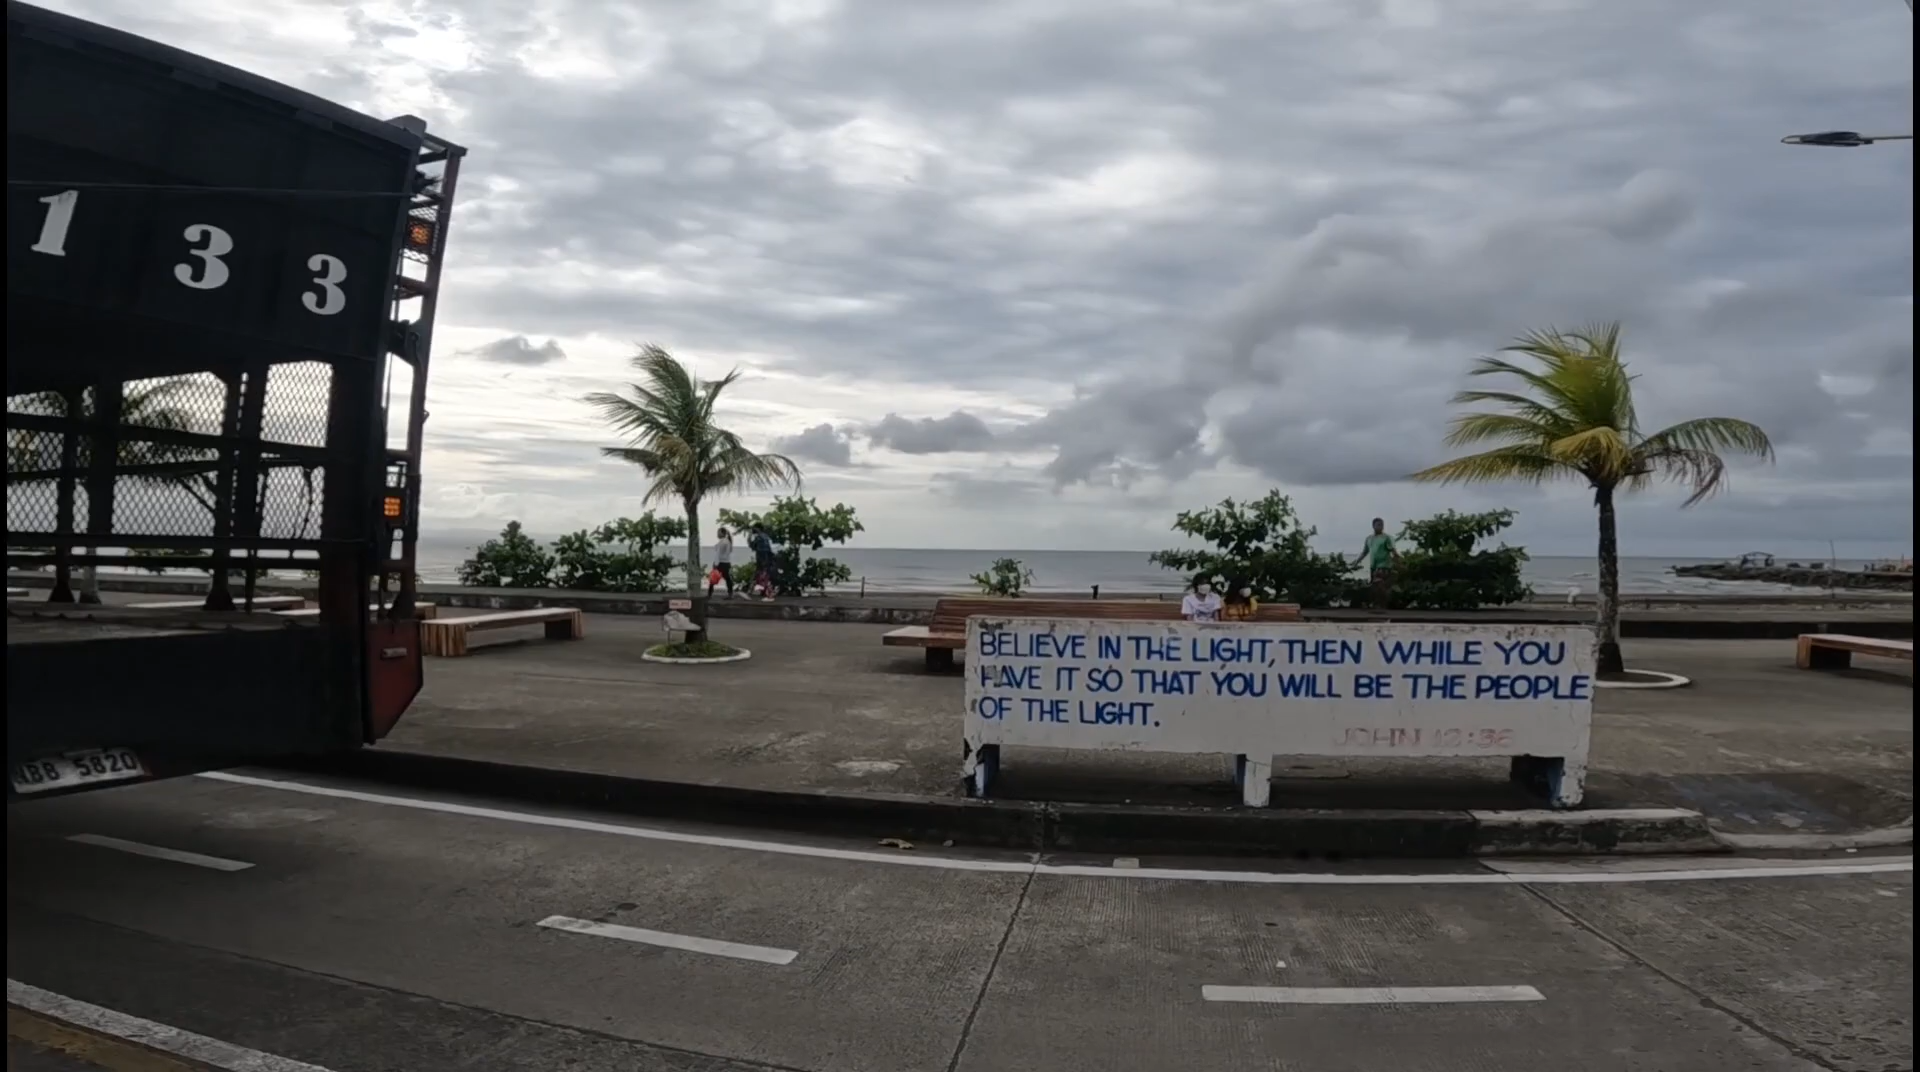 1 3 3
5820
BELIEVE IN THE LIGHT, THEN WHILE YOU
HAVE IT SO THAT YOU WILL BE THE PEOPLE
OF THE LIGHT.
JOHN 12:36